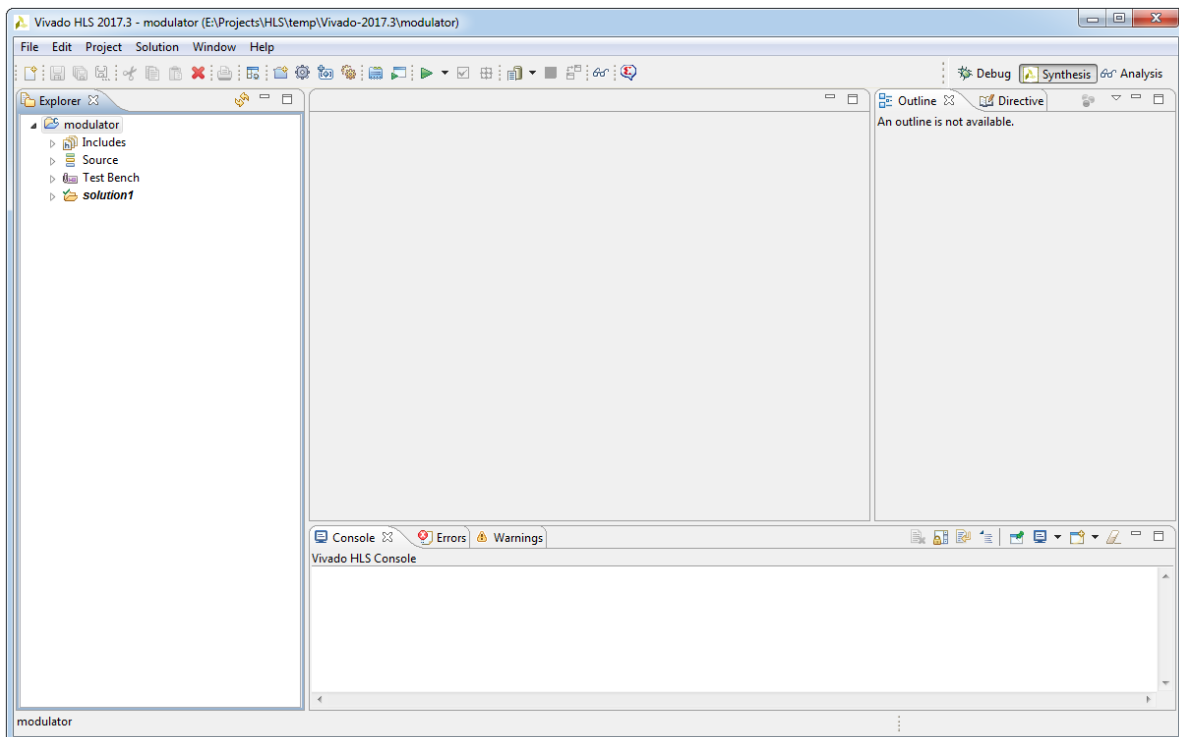 Vivado HLS 2017.3 - modulator (E:\Projects\HLS\temp\Vivado-2017.3\modulator)
File Edit Project Solution Window Help
Debug Synthesis Analysis
Explorer
modulator
Includes
Source
Test Bench
solution1
Outline Directive
An outline is not available.
Console Errors Warnings
Vivado HLS Console
modulator